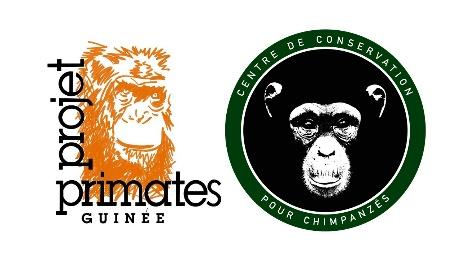 projet
primates
GUINÉE
CENTRE DE CONSERVATION
POUR CHIMPANZÉS